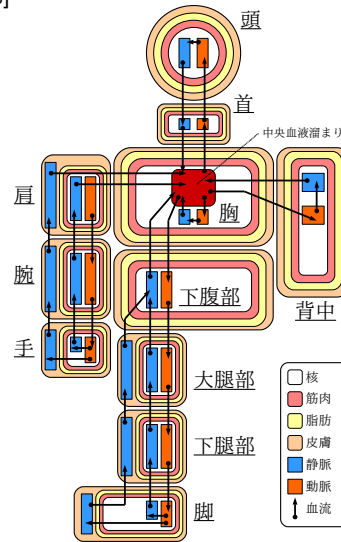 頭
首
中央血液溜まり
肩
胸
腕
下腹部
背中
手
大腿部
下腿部
脚
核
筋肉
脂肪
皮膚
静脈
動脈
血流